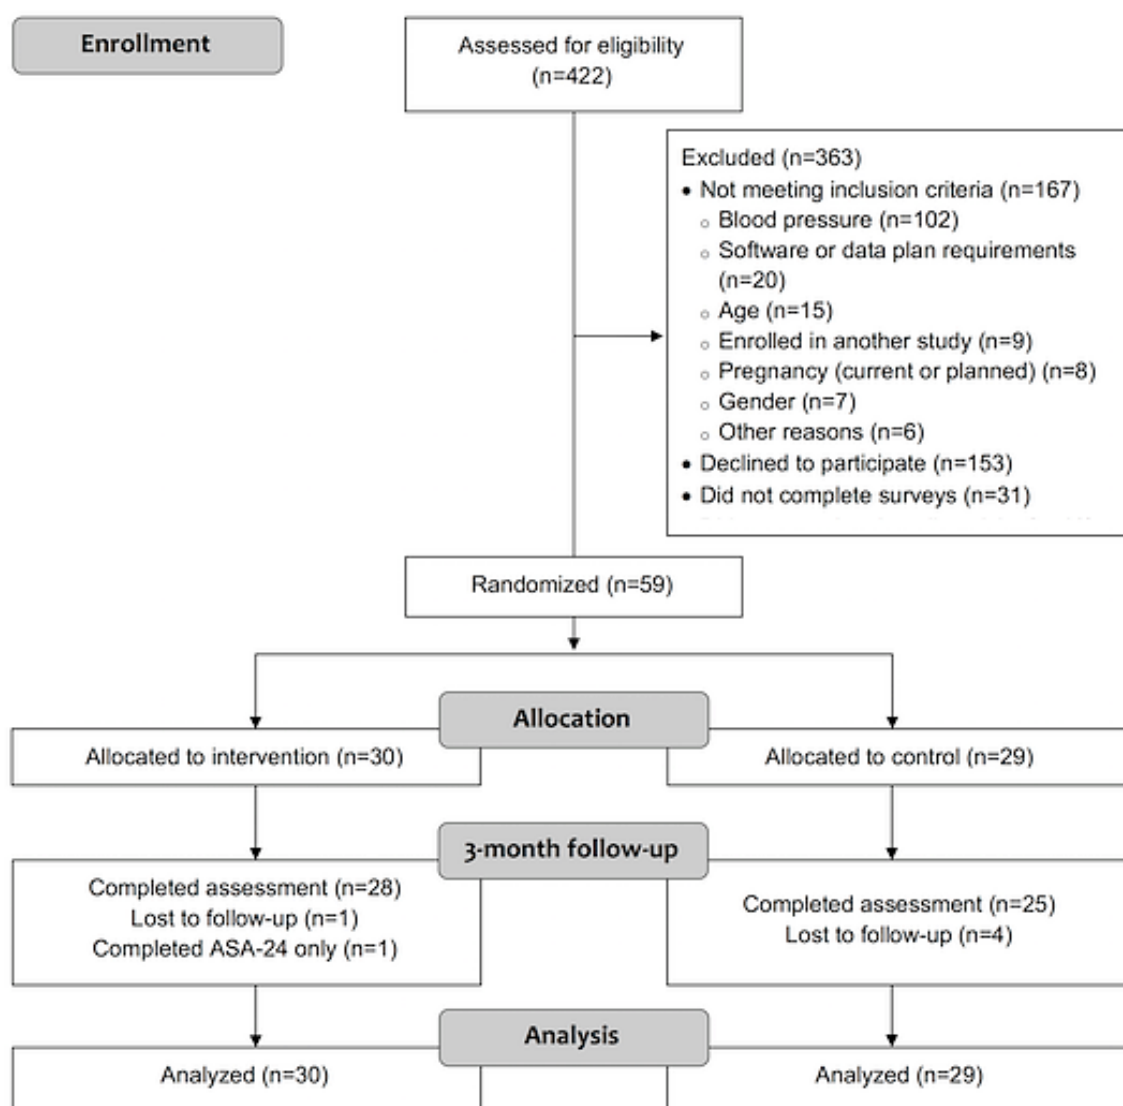 Enrollment
Assessed for eligibility
(n=422)
Excluded (n=363)
• Not meeting inclusion criteria (n=167)
○ Blood pressure (n=102)
○ Software or data plan requirements
(n=20)
○ Age (n=15)
○ Enrolled in another study (n=9)
○ Pregnancy (current or planned) (n=8)
○ Gender (n=7)
○ Other reasons (n=6)
• Declined to participate (n=153)
• Did not complete surveys (n=31)
Randomized (n=59)
Allocation
Allocated to intervention (n=30)
Allocated to control (n=29)
3-month follow-up
Completed assessment (n=28)
Lost to follow-up (n=1)
Completed ASA-24 only (n=1)
Completed assessment (n=25)
Lost to follow-up (n=4)
Analysis
Analyzed (n=30)
Analyzed (n=29)